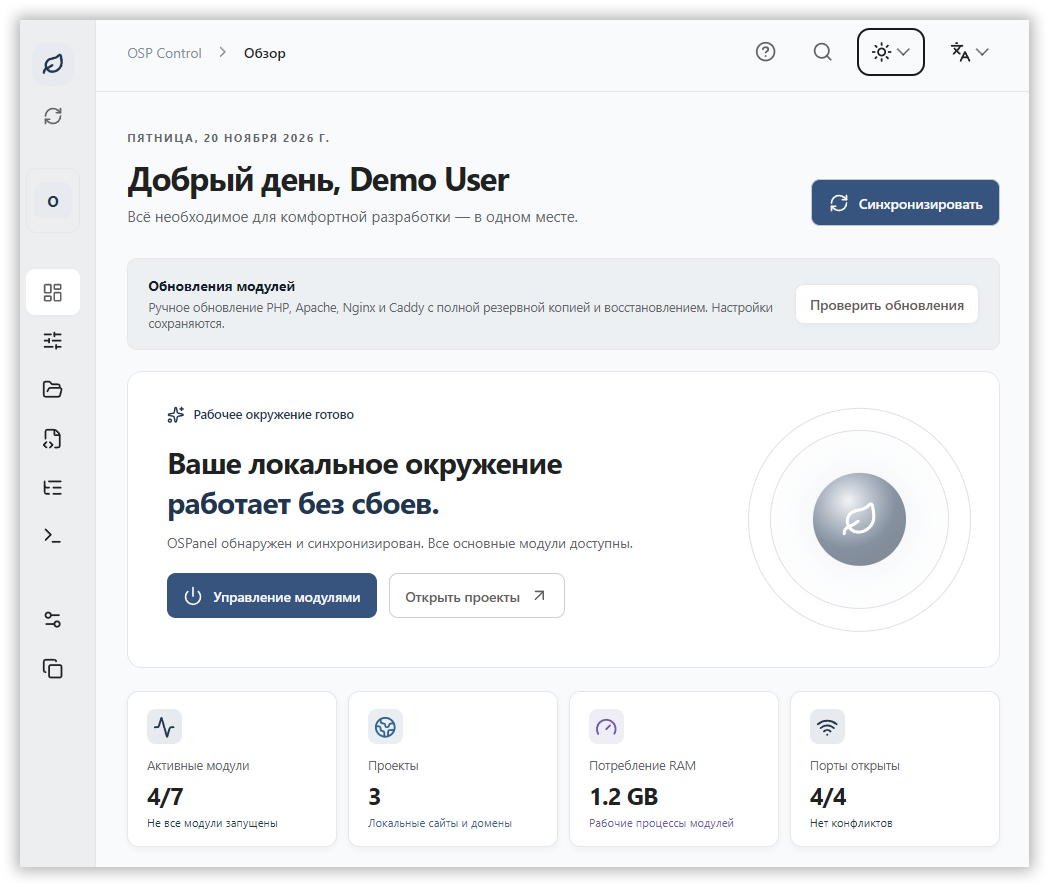 OSP Control > Обзор
ПЯТНИЦА, 20 НОЯБРЯ 2026 Г.
Добрый день, Demo User
Всё необходимое для комфортной разработки — в одном месте.
Синхронизировать
O
Обновления модулей
Ручное обновление PHP, Apache, Nginx и Caddy с полной резервной копией и восстановлением. Настройки
сохраняются.
Проверить обновления
Рабочее окружение готово
Ваше локальное окружение
работает без сбоев.
OSPanel обнаружен и синхронизирован. Все основные модули доступны.
Управление модулями
Открыть проекты
Активные модули
4/7
Не все модули запущены
Проекты
3
Локальные сайты и домены
Потребление RAM
1.2 GB
Рабочие процессы модулей
Порты открыты
4/4
Нет конфликтов